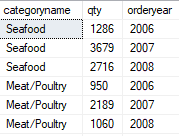 categoryname qty orderyear
Seafood 1286 2006
Seafood 3679 2007
Seafood 2716 2008
Meat/Poultry 950 2006
Meat/Poultry 2189 2007
Meat/Poultry 1060 2008